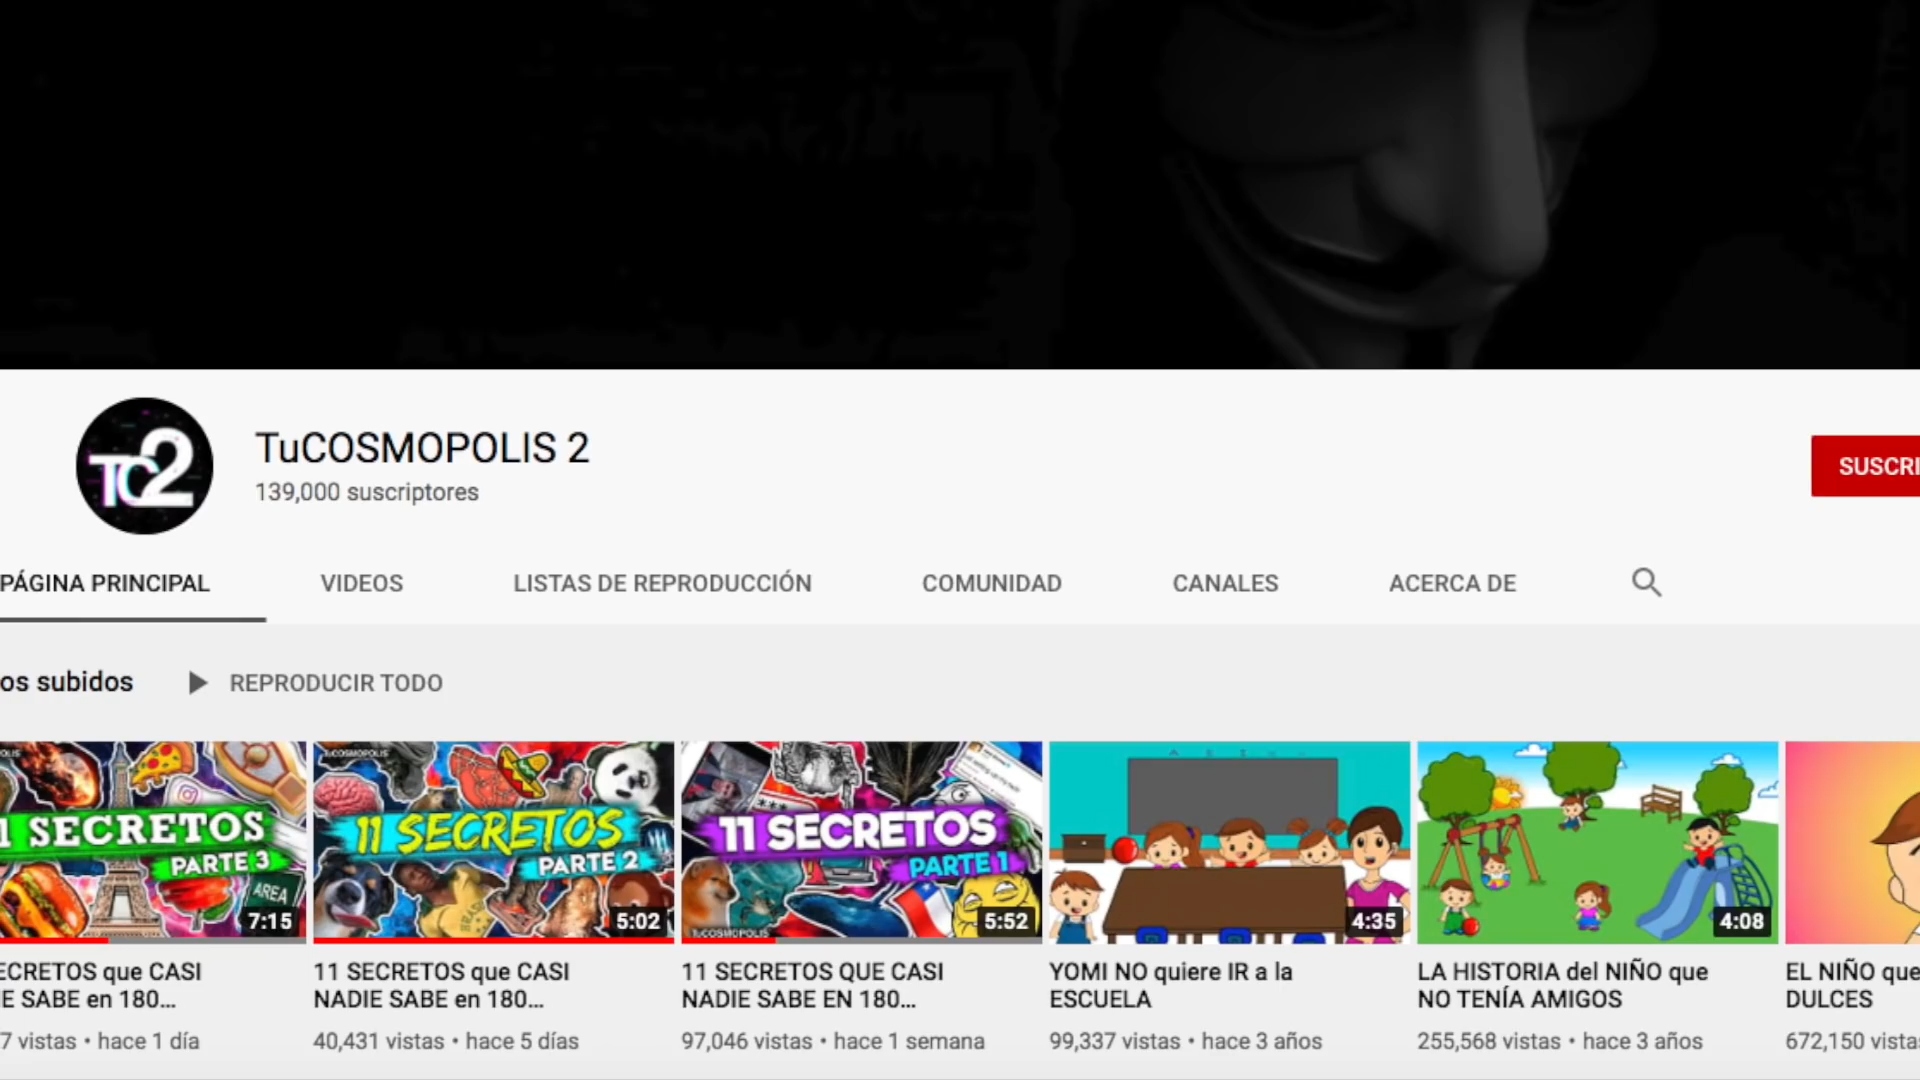 TC2
TuCOSMOPOLIS 2
139,000 suscriptores
SUSCRI
PÁGINA PRINCIPAL
VIDEOS
LISTAS DE REPRODUCCIÓN
COMUNIDAD
CANALES
ACERCA DE
os subidos
REPRODUCIR TODO
1 SECRETOS
PARTE 3
AREA
7:15
TUCOSMOPOLIS
11 SECRETOS
PARTE 2
5:02
11 SECRETOS
PARTE 1
TUCOSMOPOLIS
5:52
4:35
4:08
ECRETOS que CASI
E SABE en 180...
7 vistas • hace 1 día
11 SECRETOS que CASI
NADIE SABE en 180...
40,431 vistas • hace 5 días
11 SECRETOS QUE CASI
NADIE SABE EN 180...
97,046 vistas • hace 1 semana
YOMI NO quiere IR a la
ESCUELA
99,337 vistas • hace 3 años
LA HISTORIA del NIÑO que
NO TENÍA AMIGOS
255,568 vistas • hace 3 años
EL NIÑO que
DULCES
672,150 vistas